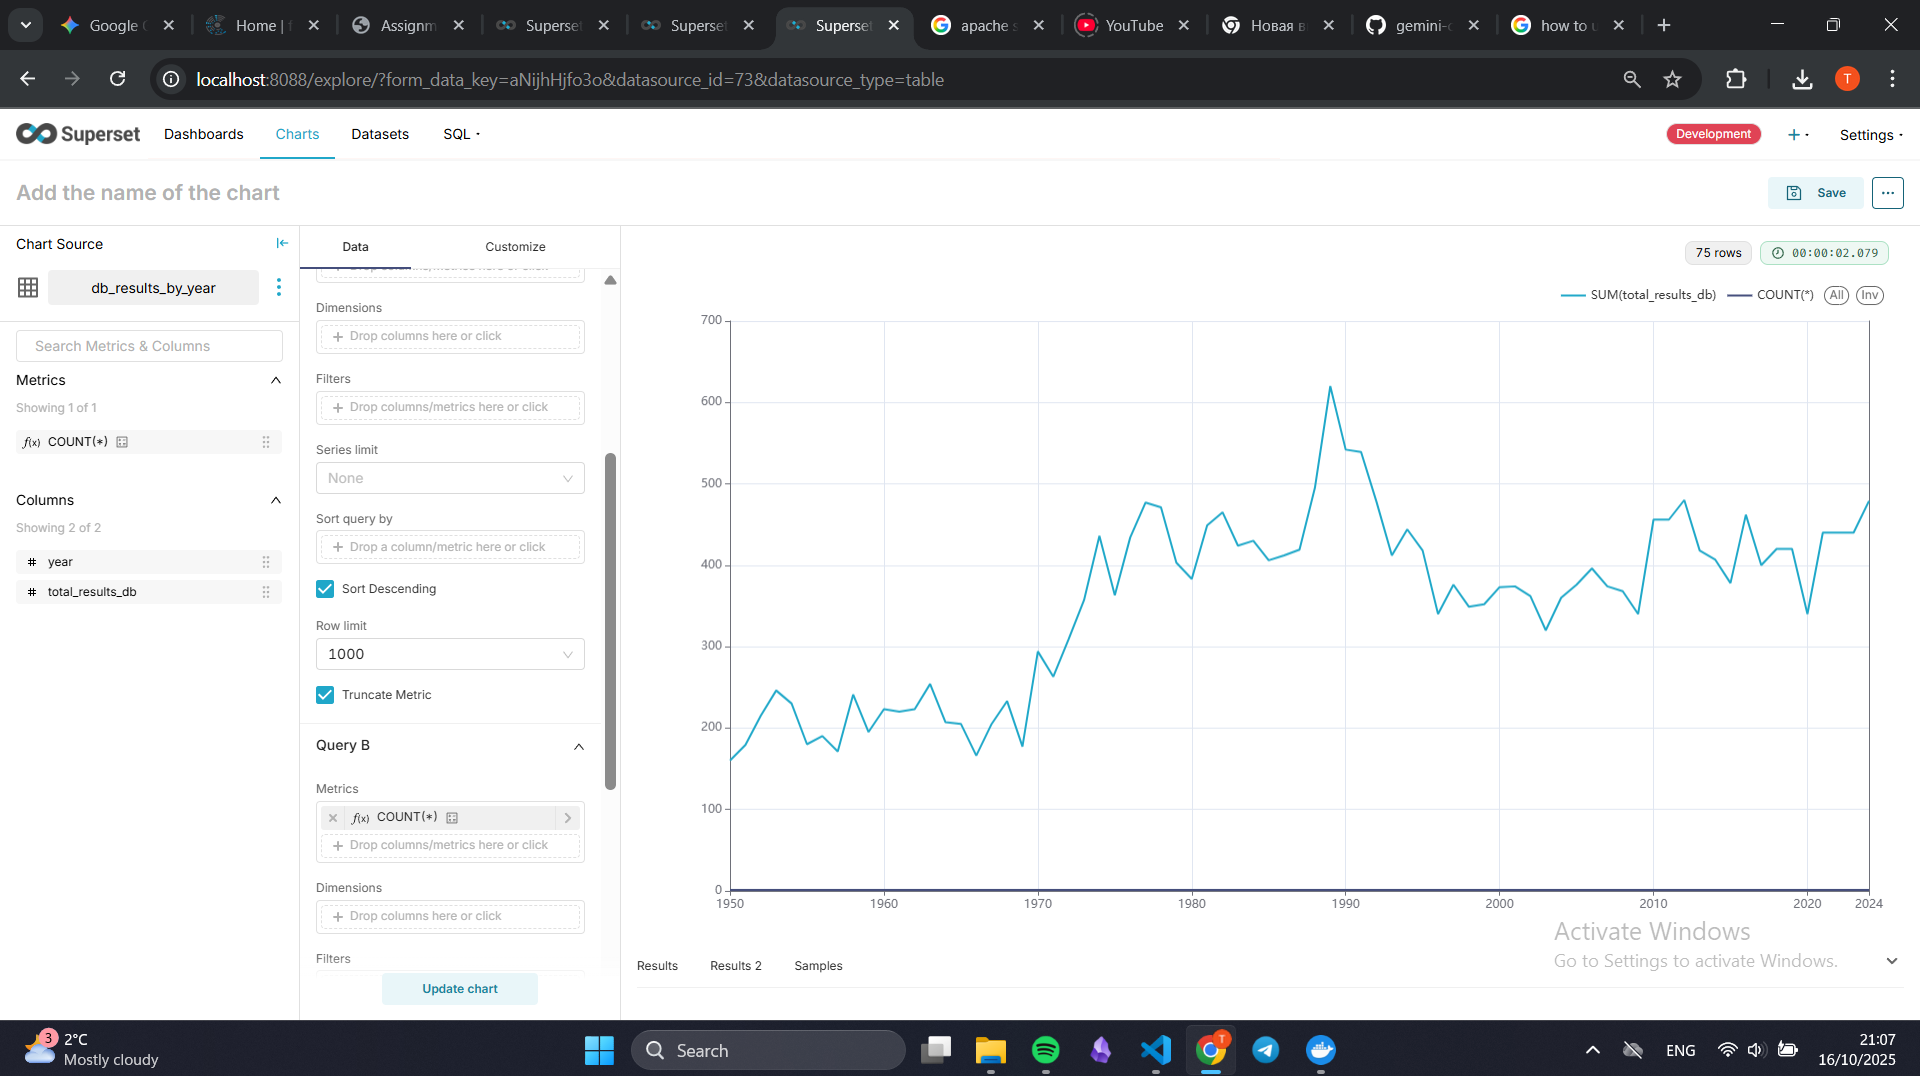 Google
Home |
Assignm
Superset
Superset
Superset
apache s
YouTube
Новая в
gemini-c
how to u
localhost:8088/explore/?form_data_key=aNijhHjfo3o&datasource_id=73&datasource_type=table
T
Superset
Dashboards
Charts
Datasets
SQL
Development
Settings
Add the name of the chart
Save
Chart Source
db_results_by_year
Search Metrics & Columns
Metrics
Showing 1 of 1
f(x) COUNT(*)
Columns
Showing 2 of 2
# year
# total_results_db
Data
Customize
Dimensions
+ Drop columns here or click
Filters
+ Drop columns/metrics here or click
Series limit
None
Sort query by
+ Drop a column/metric here or click
Sort Descending
Row limit
1000
Truncate Metric
Query B
Metrics
f(x) COUNT(*)
+ Drop columns/metrics here or click
Dimensions
+ Drop columns here or click
Filters
Update chart
75 rows
00:00:02.079
SUM(total_results_db)
COUNT(*)
All
Inv
700
600
500
400
300
200
100
0
1950
1960
1970
1980
1990
2000
2010
2020
2024
Results
Results 2
Samples
Activate Windows
Go to Settings to activate Windows.
3
2°C
Mostly cloudy
Search
T
ENG
21:07
16/10/2025